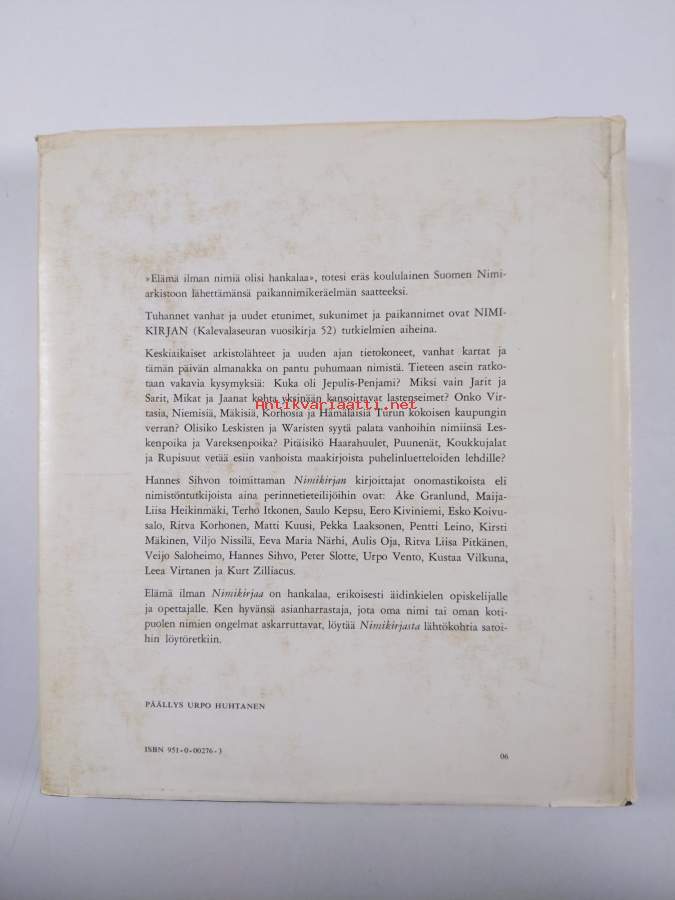 »Elämä ilman nimiä olisi hankalaa», totesi eräs koululainen Suomen Nimi-
arkistoon lähettämänsä paikannimikeräelmän saatteeksi.
Tuhannet vanhat ja uudet etunimet, sukunimet ja paikannimet ovat NIMI-
KIRJAN (Kalevalaseuran vuosikirja 52) tutkielmien aiheina.
Keskiaikaiset arkistolähteet ja uuden ajan tietokoneet, vanhat kartat ja
tämän päivän almanakka on pantu puhumaan nimistä. Tieteen asein ratko-
taan vakavia kysymyksiä: Kuka oli Jepulis-Penjami? Miksi vain Jarit ja
Sarit, Mikat ja Jaanat kohta yksinään kansoittavat lastenseimet? Onko Vir-
Antikvariaatti.net
tasia, Niemisiä, Mäkisiä, Korhosia ja Hämäläisiä Turun kokoisen kaupungin
verran? Olisiko Leskisten ja Waristen syytä palata vanhoihin nimiinsä Les-
kenpoika ja Vareksenpoika? Pitäisikö Haarahuulet, Puunenät, Koukkujalat
ja Rupisuut vetää esiin vanhoista maakirjoista puhelinluetteloiden lehdille?
Hannes Sihvon toimittaman Nimikirjan kirjoittajat onomastikoista eli
nimistöntutkijoista aina perinnetieteilijöihin ovat: Åke Granlund, Maija-
Liisa Heikinmäki, Terho Itkonen, Saulo Kepsu, Eero Kiviniemi, Esko Koivu-
salo, Ritva Korhonen, Matti Kuusi, Pekka Laaksonen, Pentti Leino, Kirsti
Mäkinen, Viljo Nissilä, Eeva Maria Närhi, Aulis Oja, Ritva Liisa Pitkänen,
Veijo Saloheimo, Hannes Sihvo, Peter Slotte, Urpo Vento, Kustaa Vilkuna,
Leea Virtanen ja Kurt Zilliacus.
Elämä ilman Nimikirjaa on hankalaa, erikoisesti äidinkielen opiskelijalle
ja opettajalle. Ken hyvänsä asianharrastaja, jota oma nimi tai oman koti-
puolen nimien ongelmat askarruttavat, löytää Nimikirjasta lähtökohtia satoi-
hin löytöretkiin.
PÄÄLLYS URPO HUHTANEN
ISBN 951-0-00276-3
06